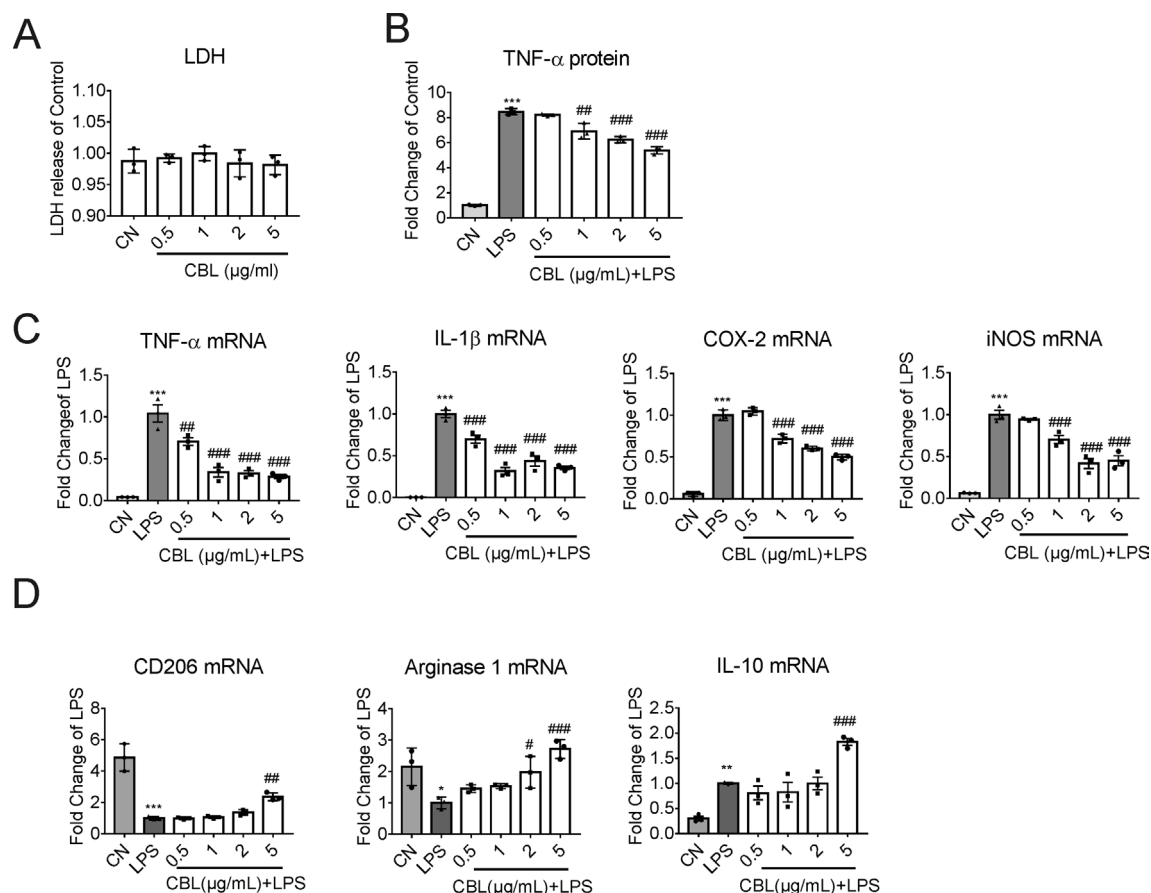 A
LDH
LDH release of Control
1.10
1.05
1.00
0.95
0.90
CN
0.5
1
2
5
CBL (µg/ml)
B
TNF-α protein
Fold Change of Control
10
8
6
4
2
0
***
##
###
###
CN
LPS
0.5
1
2
5
CBL (µg/mL)+LPS
C
TNF-α mRNA
Fold Changeof LPS
1.5
1.0
0.5
0.0
***
##
###
###
###
CN
LPS
0.5
1
2
5
CBL (µg/mL)+LPS
IL-1β mRNA
Fold Change of LPS
1.5
1.0
0.5
0.0
***
###
###
###
###
CN
LPS
0.5
1
2
5
CBL (µg/mL)+LPS
COX-2 mRNA
Fold Change of LPS
1.5
1.0
0.5
0.0
***
###
###
###
CN
LPS
0.5
1
2
5
CBL (µg/mL)+LPS
iNOS mRNA
Fold Change of LPS
1.5
1.0
0.5
0.0
***
###
###
###
CN
LPS
0.5
1
2
5
CBL (µg/mL)+LPS
D
CD206 mRNA
Fold Change of LPS
8
6
4
2
0
***
##
CN
LPS
0.5
1
2
5
CBL(µg/mL)+LPS
Arginase 1 mRNA
Fold Change of LPS
4
3
2
1
0
*
#
###
CN
LPS
0.5
1
2
5
CBL(µg/mL)+LPS
IL-10 mRNA
Fold Change of LPS
2.5
2.0
1.5
1.0
0.5
0.0
**
###
CN
LPS
0.5
1
2
5
CBL(µg/mL)+LPS